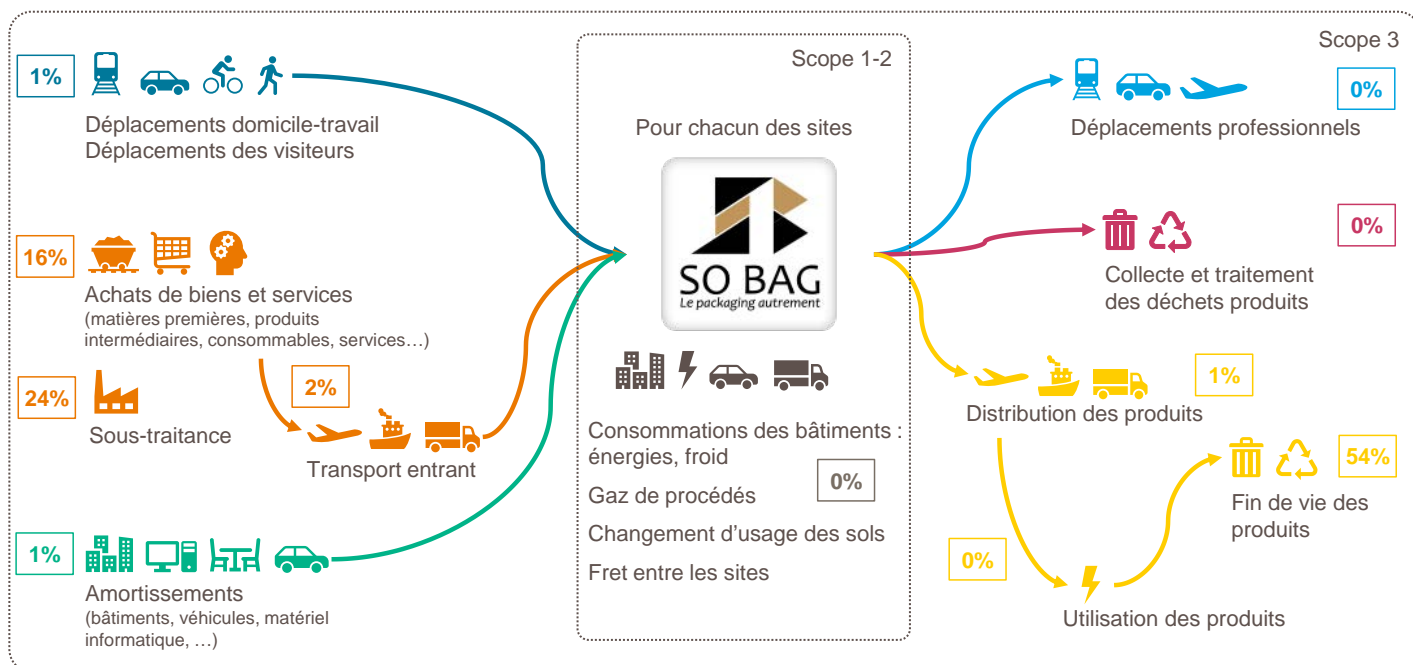 1%
Déplacements domicile-travail
Déplacements des visiteurs
16%
Achats de biens et services
(matières premières, produits
intermédiaires, consommables, services…)
2%
24%
Sous-traitance
Transport entrant
1%
Amortissements
(bâtiments, véhicules, matériel
informatique, …)
Scope 1-2
Pour chacun des sites
SO BAG
Le packaging autrement
Consommations des bâtiments :
énergies, froid
Gaz de procédés
0%
Changement d’usage des sols
Fret entre les sites
Scope 3
0%
Déplacements professionnels
0%
Collecte et traitement
des déchets produits
1%
Distribution des produits
54%
Fin de vie des
produits
0%
Utilisation des produits